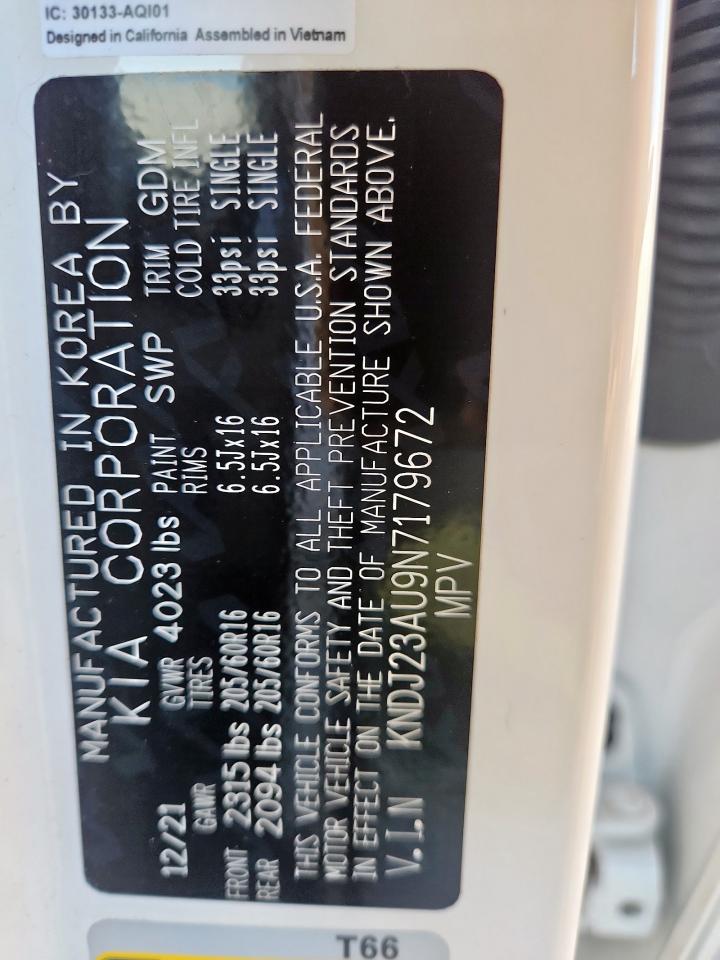 IC: 30133-AQI01
Designed in California Assembled in Vietnam
MANUFACTURED IN KOREA BY
KIA CORPORATION
12/21 GVWR 4023 lbs PAINT SWP TRIM GDM
GAWR TIRES RIMS COLD TIRE INFL
FRONT 2315 lbs 205/60R16 6.5Jx16 33psi SINGLE
REAR 2094 lbs 205/60R16 6.5Jx16 33psi SINGLE
THIS VEHICLE CONFORMS TO ALL APPLICABLE U.S.A. FEDERAL
MOTOR VEHICLE SAFETY AND THEFT PREVENTION STANDARDS
IN EFFECT ON THE DATE OF MANUFACTURE SHOWN ABOVE.
V.I.N KNDJ23AU9N7179672
MPV
T66